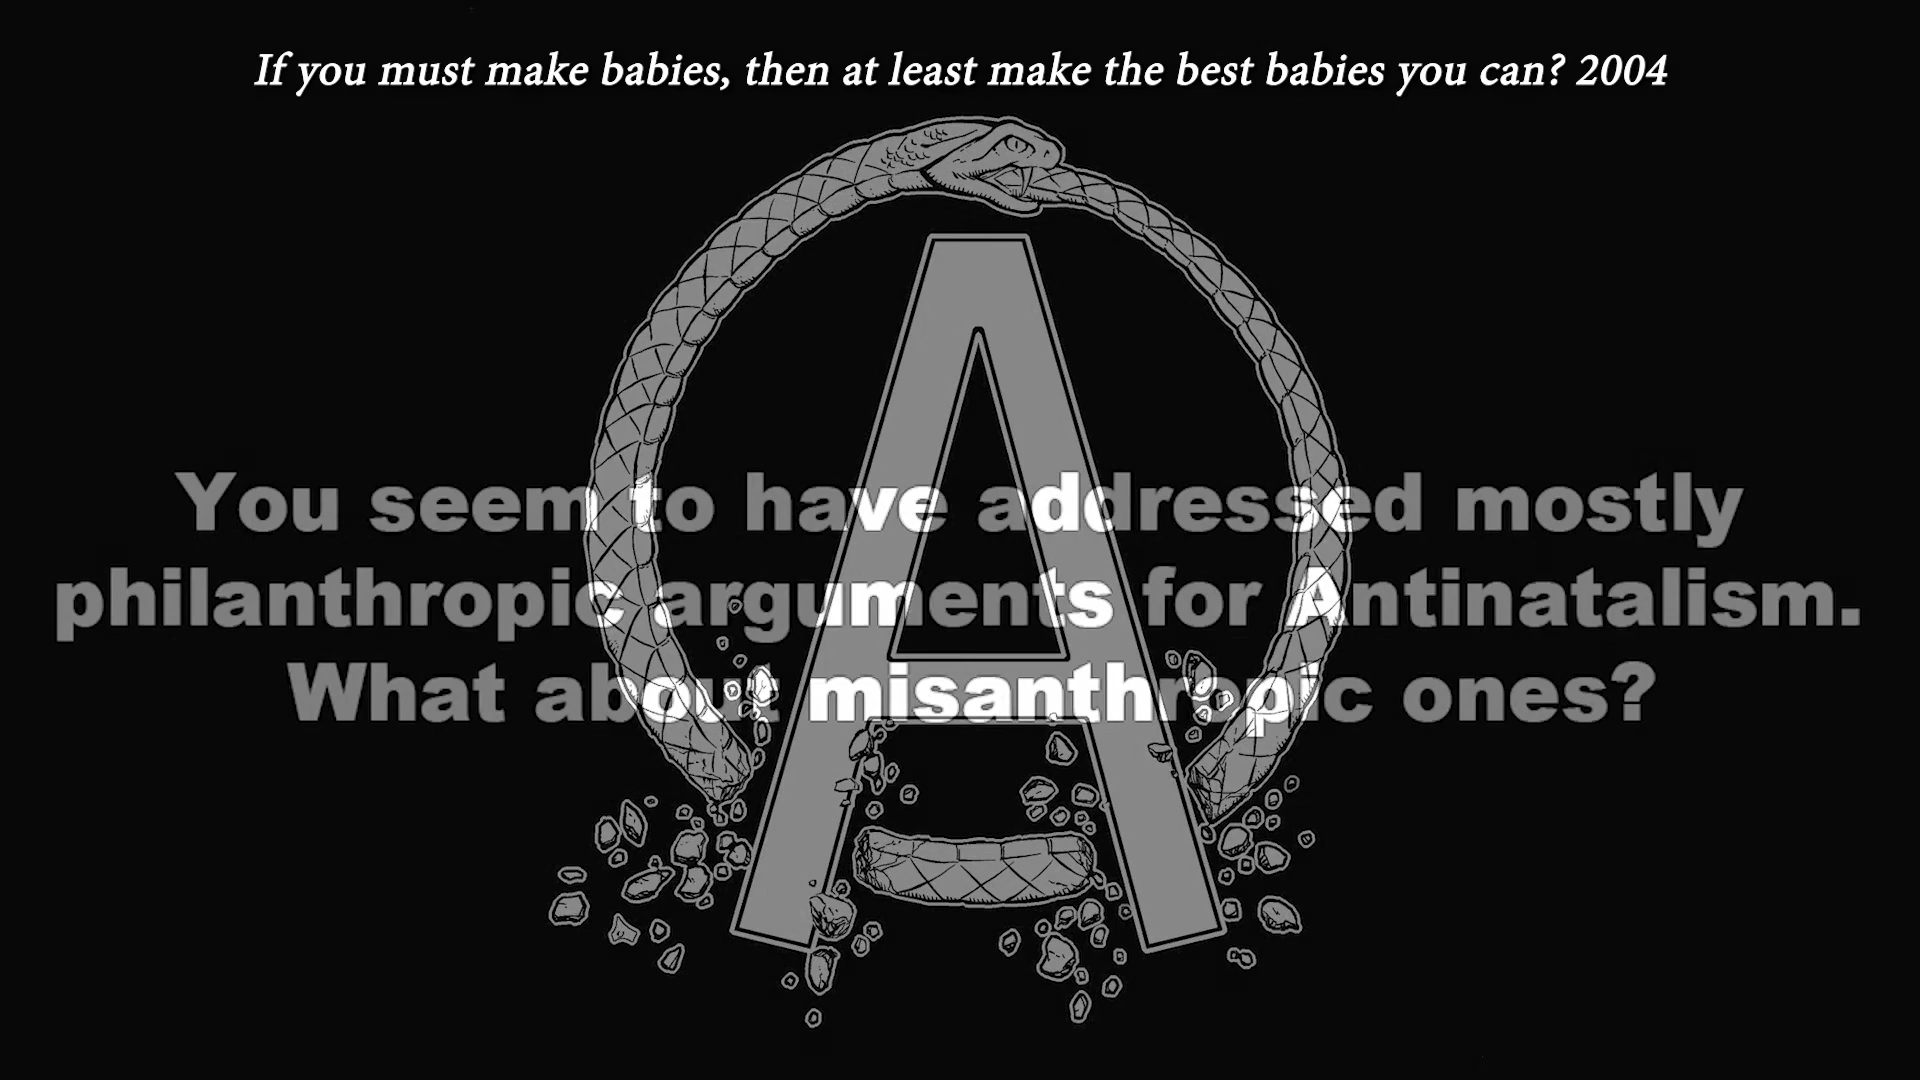 If you must make babies, then at least make the best babies you can? 2004
A
You seem to have addressed mostly
philanthropic arguments for Antinatalism.
What about misanthropic ones?